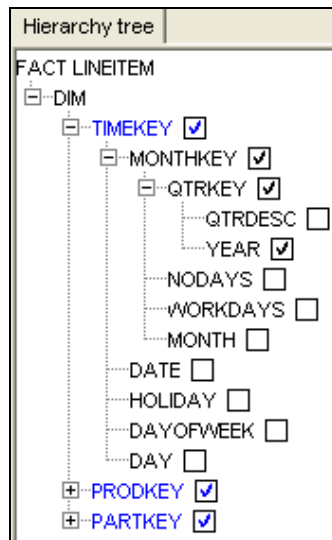 Hierarchy tree
FACT LINEITEM
DIM
TIMEKEY
MONTHKEY
QTRKEY
QTRDESC
YEAR
NODAYS
WORKDAYS
MONTH
DATE
HOLIDAY
DAYOFWEEK
DAY
PRODKEY
PARTKEY